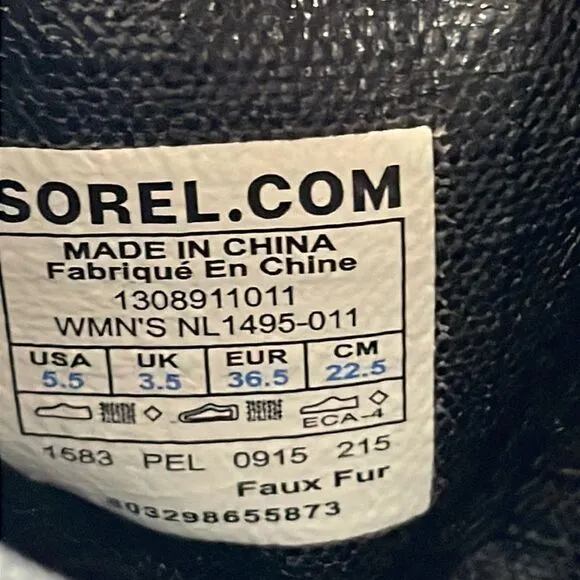 SOREL.COM
MADE IN CHINA
Fabriqué En Chine
1308911011
WMN'S NL1495-011
USA UK EUR CM
5.5 3.5 36.5 22.5
ECA-4
1583 PEL 0915 215
Faux Fur
803298655873